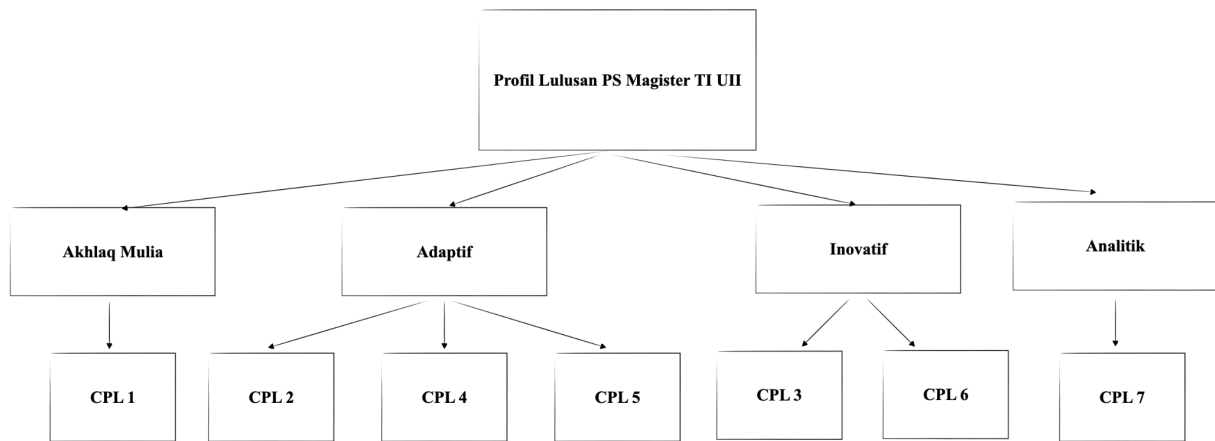 Profil Lulusan PS Magister TI UII
Akhlaq Mulia
Adaptif
Inovatif
Analitik
CPL 1
CPL 2
CPL 4
CPL 5
CPL 3
CPL 6
CPL 7